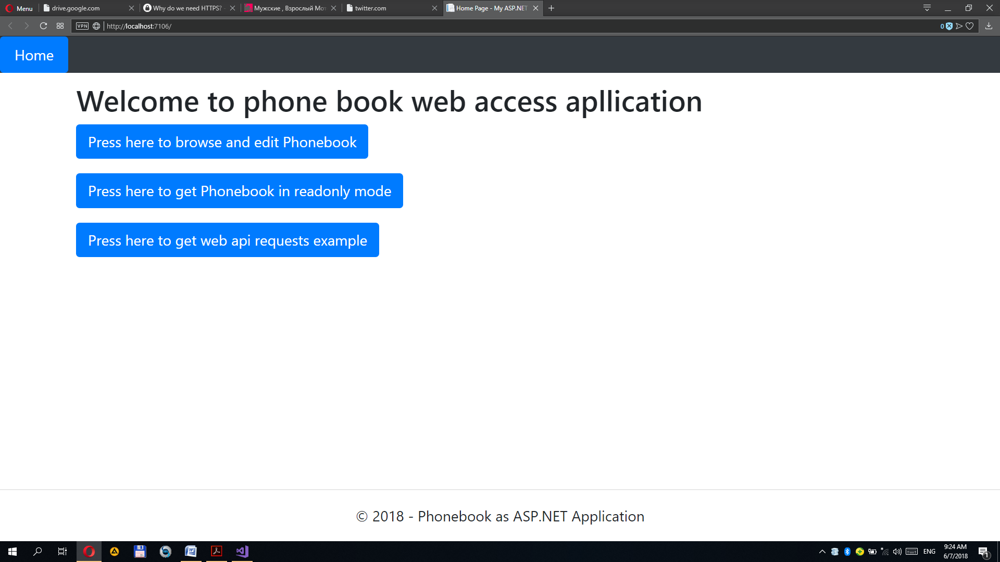 Menu
drive.google.com
Why do we need HTTPS?
Мужские , Взрослый Мот
twitter.com
Home Page - My ASP.NET
VPN
http://localhost:7106/
0
Home
Welcome to phone book web access apllication
Press here to browse and edit Phonebook
Press here to get Phonebook in readonly mode
Press here to get web api requests example
© 2018 - Phonebook as ASP.NET Application
ENG
9:24 AM
6/7/2018
1